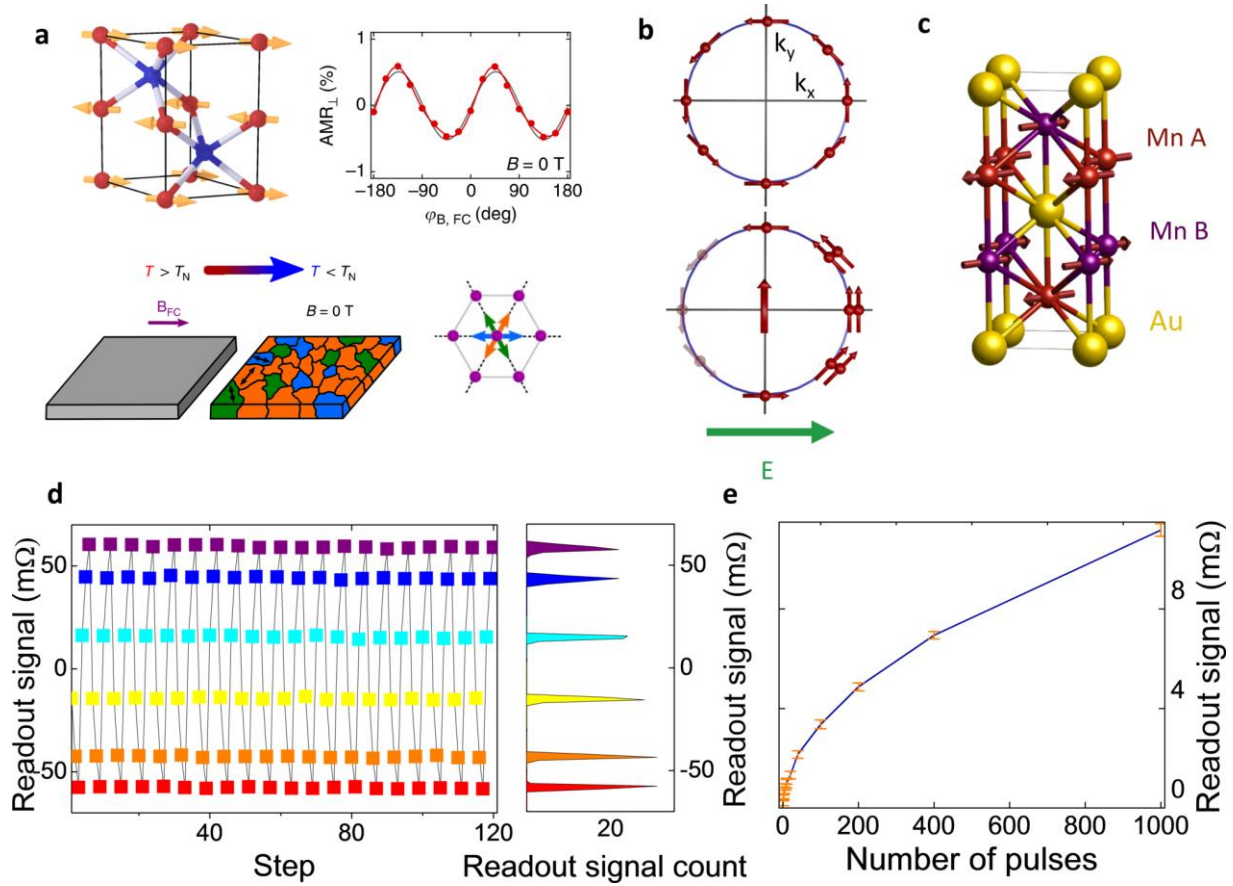 a
AMR⊥ (%)
1
0
−1
B = 0 T
−180 −90 0 90 180
φB, FC (deg)
T > TN T < TN
BFC
B = 0 T
b
ky
kx
E
c
Mn A
Mn B
Au
d
Readout signal (mΩ)
50
0
-50
40 80 120
Step
20
Readout signal count
50
0
-50
Readout signal (mΩ)
e
8
4
0
Readout signal (mΩ)
0 200 400 600 800 1000
Number of pulses